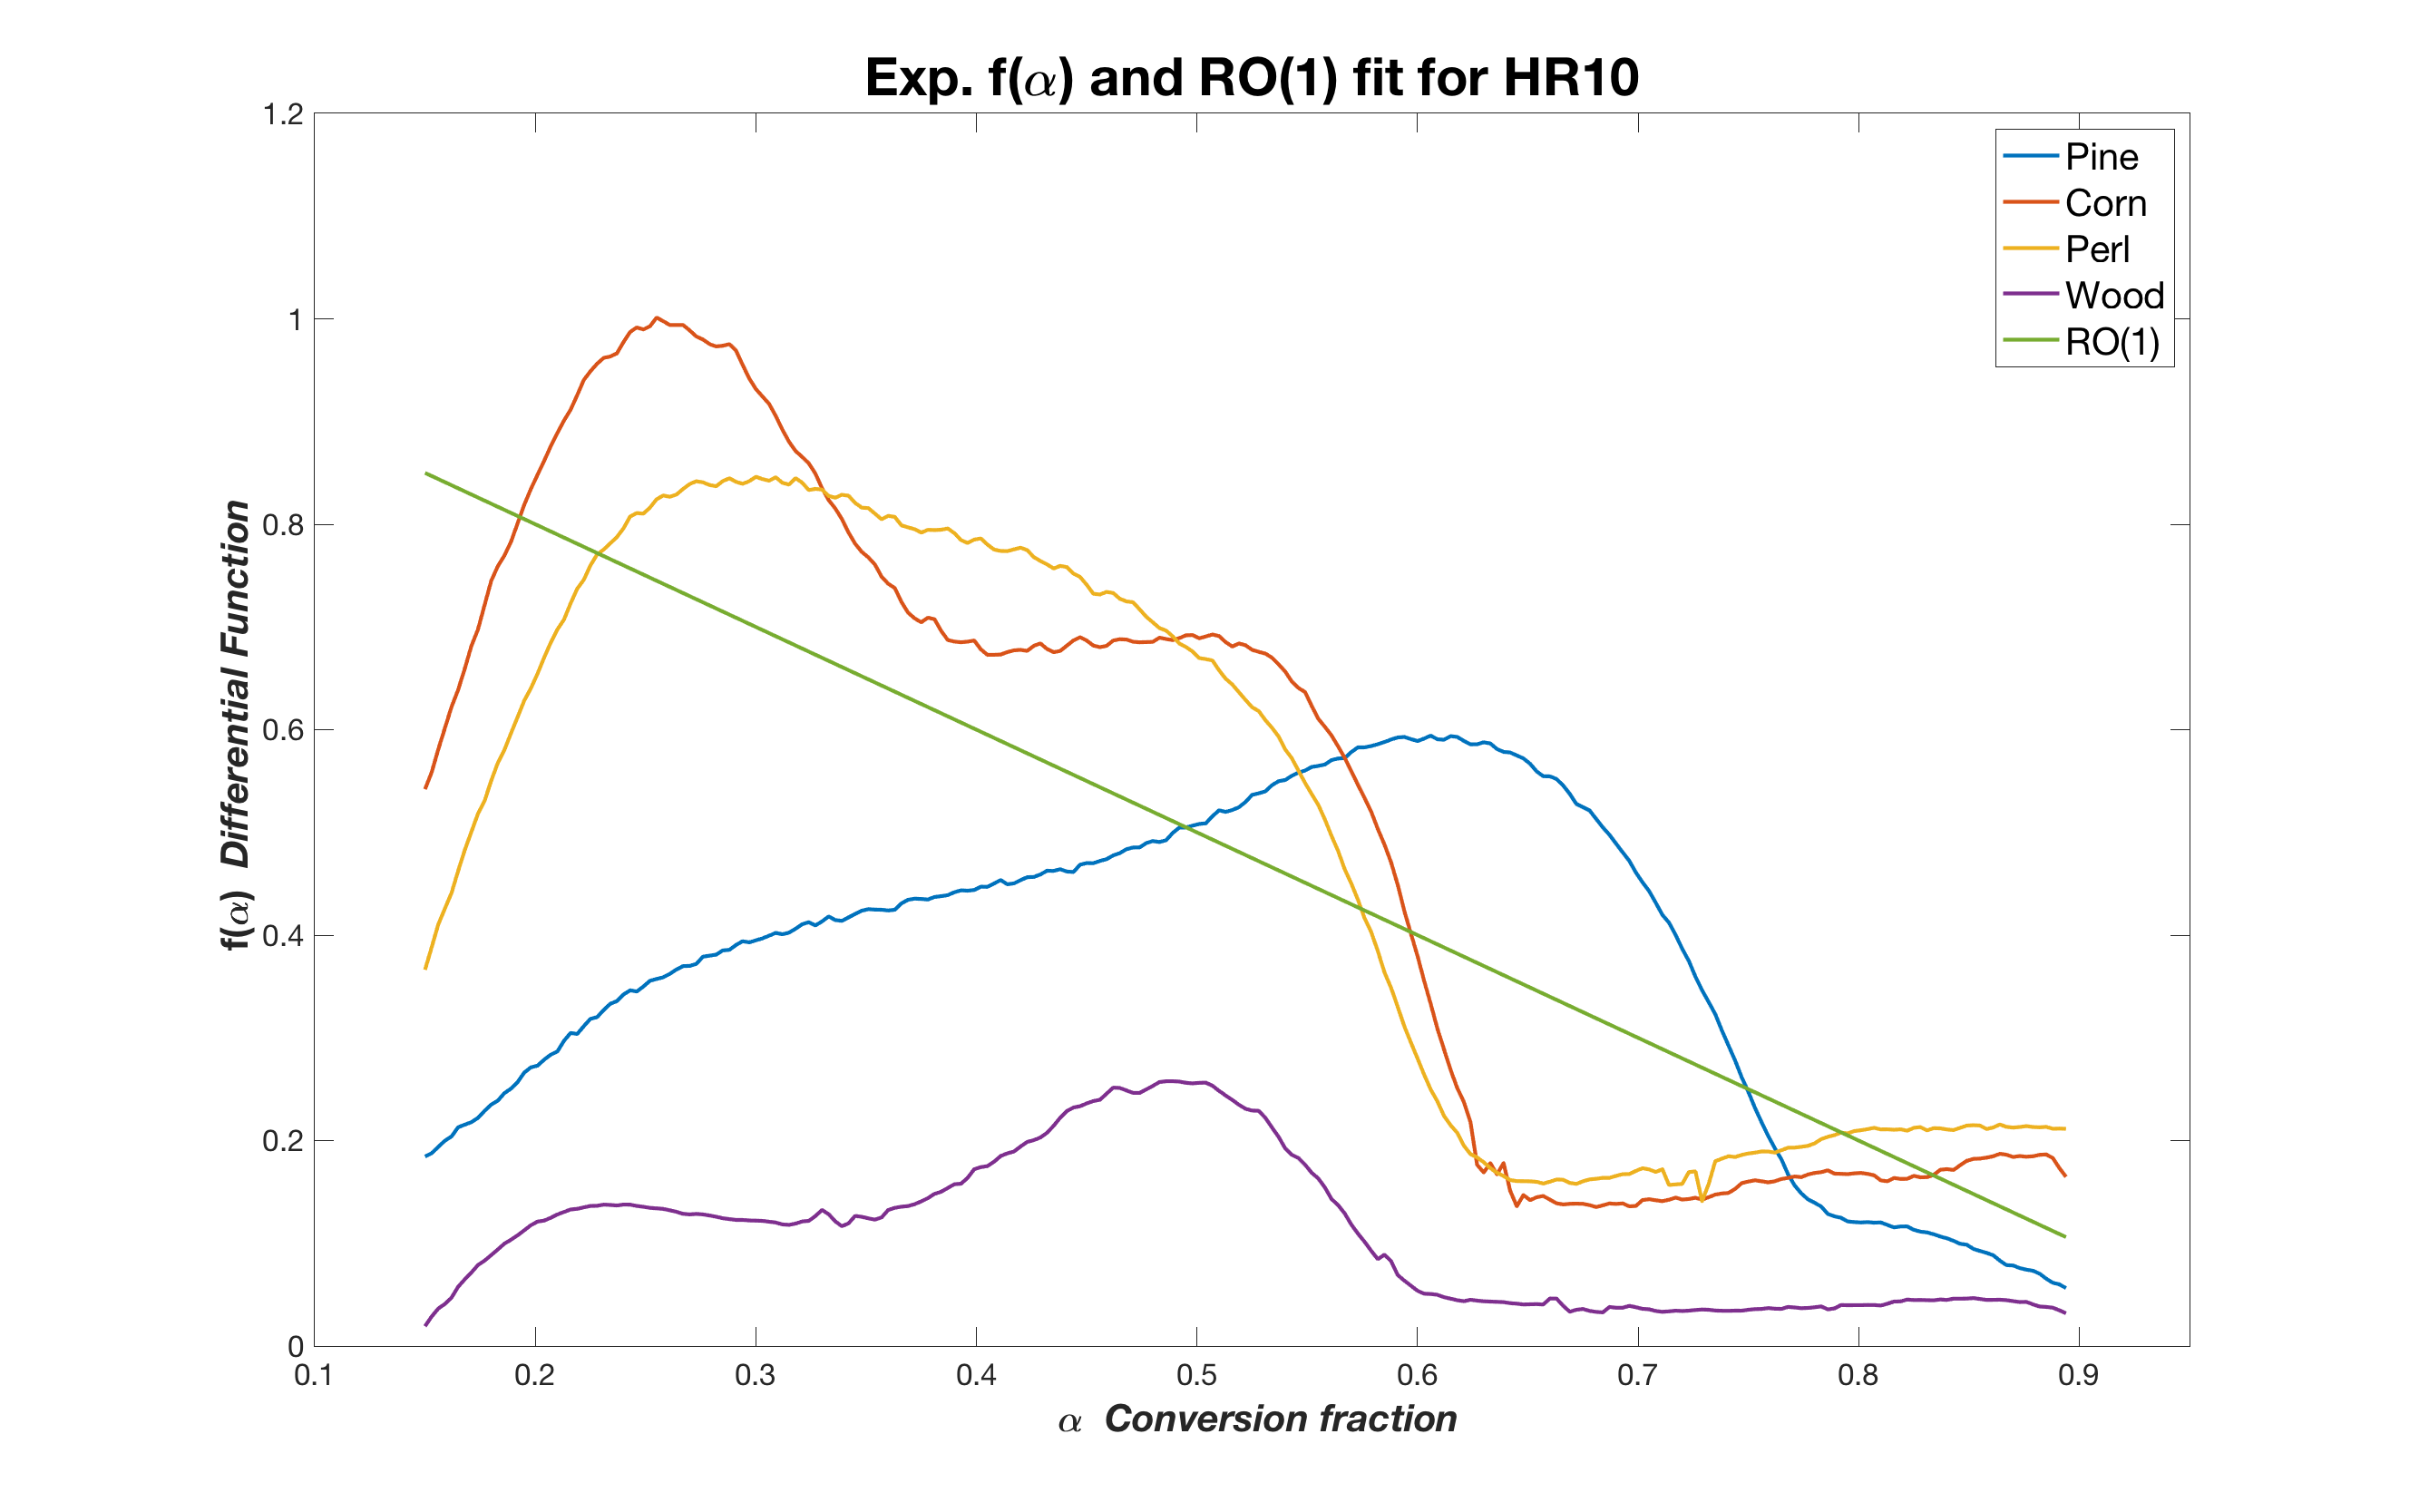 Exp. f(α) and RO(1) fit for HR10
1.2
1
0.8
0.6
0.4
0.2
0
f(α) Differential Function
Pine
Corn
Perl
Wood
RO(1)
0.1 0.2 0.3 0.4 0.5 0.6 0.7 0.8 0.9
α Conversion fraction